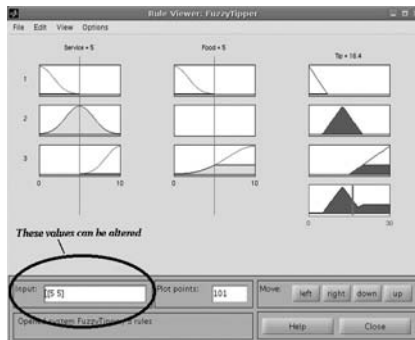 Rule Viewer: FuzzyTipper
File Edit View Options
Service = 5 Food = 5 Tip = 16.4
1
2
3
0 10 0 10
0 30
These values can be altered
Input: [5 5] Plot points: 101 Move: left right down up
Opened system FuzzyTipper, 3 rules
Help Close